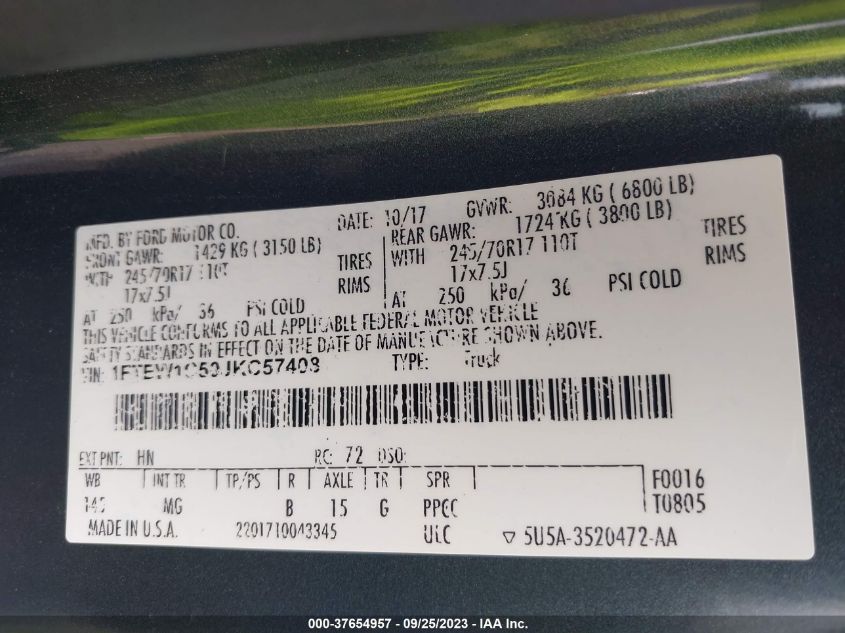 MFD. BY FORD MOTOR CO. DATE: 10/17 GVWR: 3084 KG ( 6800 LB)
FRONT GAWR: 1429 KG ( 3150 LB) REAR GAWR: 1724 KG ( 3800 LB)
WITH 245/70R17 110T TIRES WITH 245/70R17 110T TIRES
17x7.5J RIMS 17x7.5J RIMS
AT 250 kPa/ 36 PSI COLD AT 250 kPa/ 36 PSI COLD
THIS VEHICLE CONFORMS TO ALL APPLICABLE FEDERAL MOTOR VEHICLE
SAFETY STANDARDS IN EFFECT ON THE DATE OF MANUFACTURE SHOWN ABOVE.
VIN: TYPE: Truck
EXT PNT: HN RC: 72 DSO:
WB INT TR TP/PS R AXLE TR SPR F0016
145 MG B 15 G PPGC T0805
MADE IN U.S.A. 2201710043345 ULC ▽ 5U5A-3520472-AA
000-37654957 - 09/25/2023 - IAA Inc.